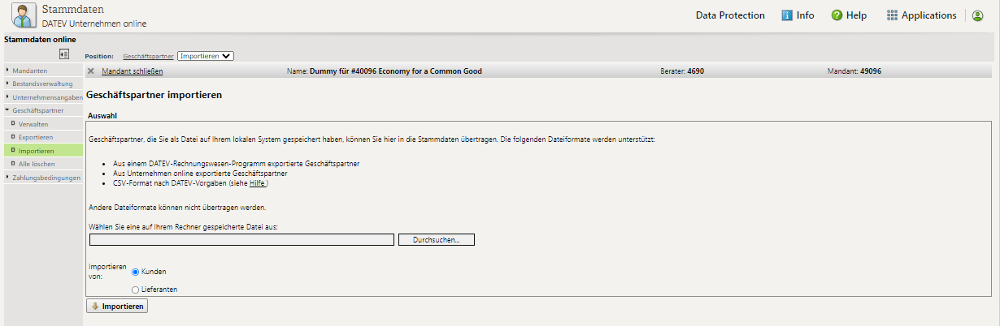 Stammdaten
DATEV Unternehmen online
Data Protection
Info
Help
Applications
Stammdaten online
Position: Geschäftspartner Importieren
Mandant schließen
Name: Dummy für #40096 Economy for a Common Good
Berater: 4690
Mandant: 49096
Mandanten
Bestandsverwaltung
Unternehmensangaben
Geschäftspartner
Verwalten
Exportieren
Importieren
Alle löschen
Zahlungsbedingungen
Geschäftspartner importieren
Auswahl
Geschäftspartner, die Sie als Datei auf Ihrem lokalen System gespeichert haben, können Sie hier in die Stammdaten übertragen. Die folgenden Dateiformate werden unterstützt:
Aus einem DATEV-Rechnungswesen-Programm exportierte Geschäftspartner
Aus Unternehmen online exportierte Geschäftspartner
CSV-Format nach DATEV-Vorgaben (siehe Hilfe )
Andere Dateiformate können nicht übertragen werden.
Wählen Sie eine auf Ihrem Rechner gespeicherte Datei aus:
Durchsuchen...
Importieren
von:
Kunden
Lieferanten
Importieren